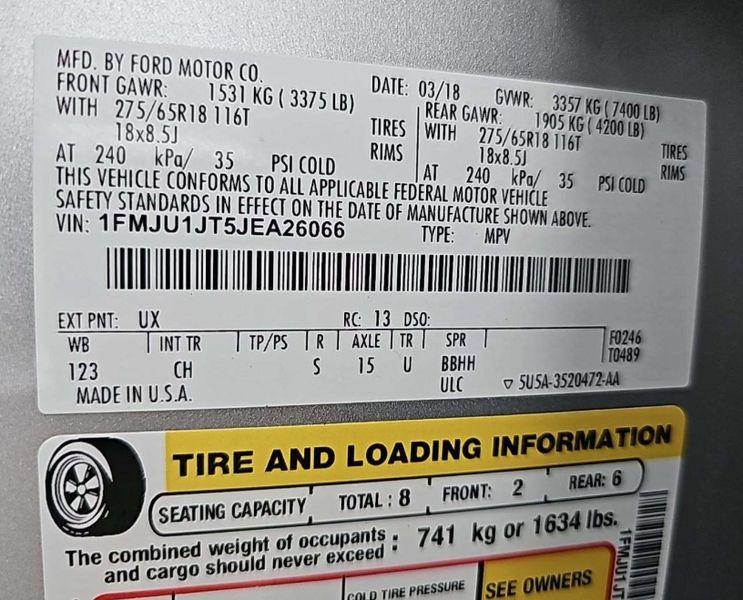 MFD. BY FORD MOTOR CO.
DATE: 03/18 GVWR: 3357 KG ( 7400 LB)
FRONT GAWR: 1531 KG ( 3375 LB) REAR GAWR: 1905 KG ( 4200 LB)
WITH 275/65R18 116T TIRES WITH 275/65R18 116T TIRES
18x8.5J RIMS 18x8.5J RIMS
AT 240 kPa/ 35 PSI COLD AT 240 kPa/ 35 PSI COLD
THIS VEHICLE CONFORMS TO ALL APPLICABLE FEDERAL MOTOR VEHICLE
SAFETY STANDARDS IN EFFECT ON THE DATE OF MANUFACTURE SHOWN ABOVE.
VIN: 1FMJU1JT5JEA26066 TYPE: MPV
EXT PNT: UX RC: 13 DSO:
WB INT TR TP/PS R AXLE TR SPR F0246
123 CH S 15 U BBHH T0489
MADE IN U.S.A. ULC ▽ 5U5A-3520472-AA
TIRE AND LOADING INFORMATION
SEATING CAPACITY TOTAL : 8 FRONT: 2 REAR: 6
The combined weight of occupants
and cargo should never exceed : 741 kg or 1634 lbs.
COLD TIRE PRESSURE SEE OWNERS
1FMJU1JT